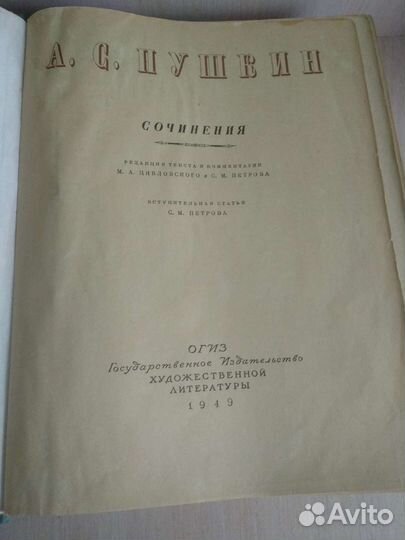 А. С. ПУШКИН
СОЧИНЕНИЯ
РЕДАКЦИЯ ТЕКСТА И КОММЕНТАРИИ
М. А. ЦЯВЛОВСКОГО и С. М. ПЕТРОВА
ВСТУПИТЕЛЬНАЯ СТАТЬЯ
С. М. ПЕТРОВА
ОГИЗ
Государственное Издательство
ХУДОЖЕСТВЕННОЙ
ЛИТЕРАТУРЫ
1949
Avito